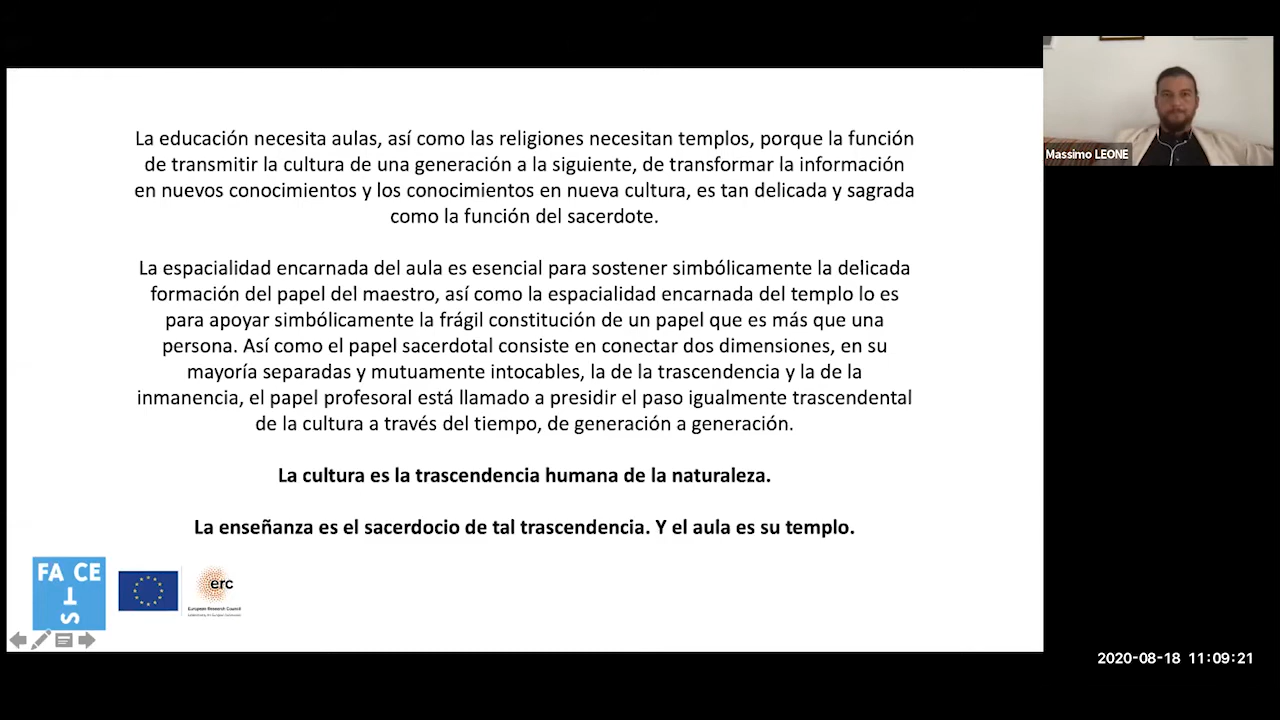 La educación necesita aulas, así como las religiones necesitan templos, porque la función
de transmitir la cultura de una generación a la siguiente, de transformar la información
en nuevos conocimientos y los conocimientos en nueva cultura, es tan delicada y sagrada
como la función del sacerdote.
La espacialidad encarnada del aula es esencial para sostener simbólicamente la delicada
formación del papel del maestro, así como la espacialidad encarnada del templo lo es
para apoyar simbólicamente la frágil constitución de un papel que es más que una
persona. Así como el papel sacerdotal consiste en conectar dos dimensiones, en su
mayoría separadas y mutuamente intocables, la de la trascendencia y la de la
inmanencia, el papel profesoral está llamado a presidir el paso igualmente trascendental
de la cultura a través del tiempo, de generación a generación.
La cultura es la trascendencia humana de la naturaleza.
La enseñanza es el sacerdocio de tal trascendencia. Y el aula es su templo.
FA CE
T
S
erc
European Research Council
Massimo LEONE
2020-08-18 11:09:21